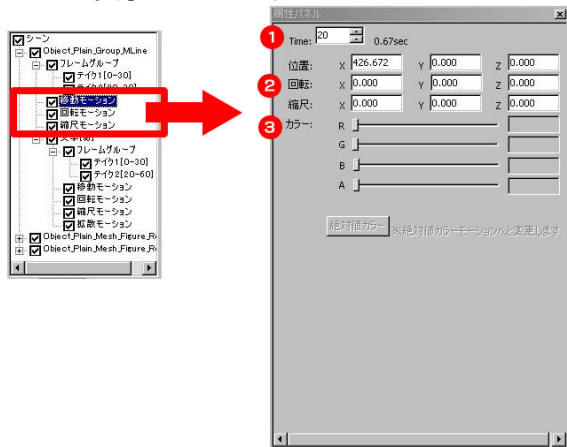 シーン
Object_Plain_Group_MLine
フレームグループ
テイク1[0-30]
移動モーション
回転モーション
縮尺モーション
フレームグループ
テイク1[0-30]
テイク2[20-60]
移動モーション
回転モーション
縮尺モーション
拡散モーション
Object_Plain_Mesh_Figure_R
Object_Plain_Mesh_Figure_R
属性パネル
1 Time: 20 0.67sec
位置: X 426.672 Y 0.000 Z 0.000
2 回転: X 0.000 Y 0.000 Z 0.000
縮尺: X 0.000 Y 0.000 Z 0.000
3 カラー: R
G
B
A
絶対値カラー ※絶対値カラーモーションへと変更します